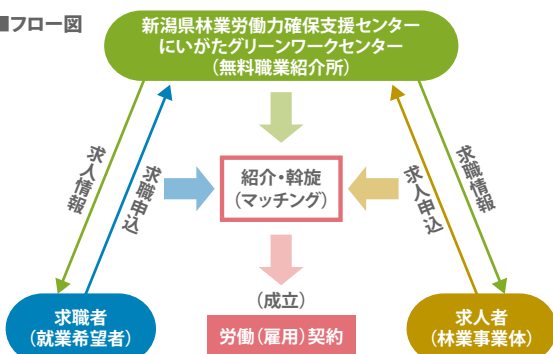 ■フロー図
新潟県林業労働力確保支援センター
にいがたグリーンワークセンター
(無料職業紹介所)
求人情報
求職申込
紹介・斡旋
(マッチング)
求人申込
求職情報
(成立)
労働(雇用)契約
求職者
(就業希望者)
求人者
(林業事業体)